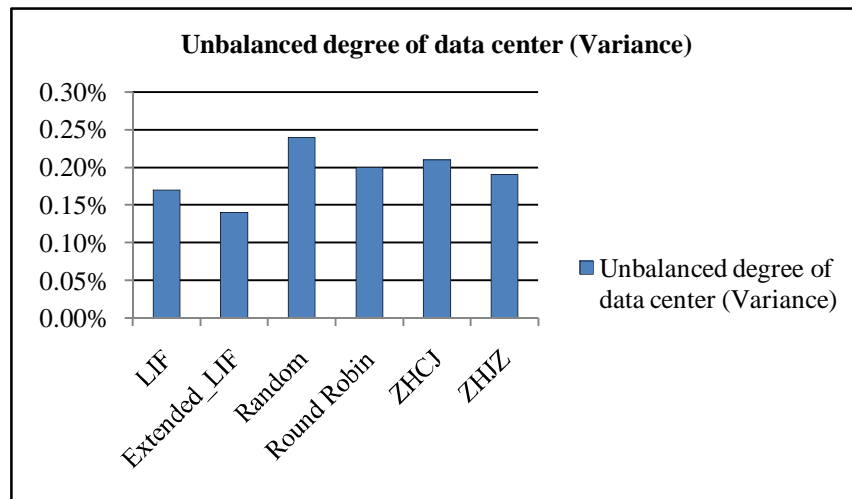 Unbalanced degree of data center (Variance)
0.30%
0.25%
0.20%
0.15%
0.10%
0.05%
0.00%
LIF
Extended_LIF
Random
Round Robin
ZHCJ
ZHJZ
Unbalanced degree of
data center (Variance)